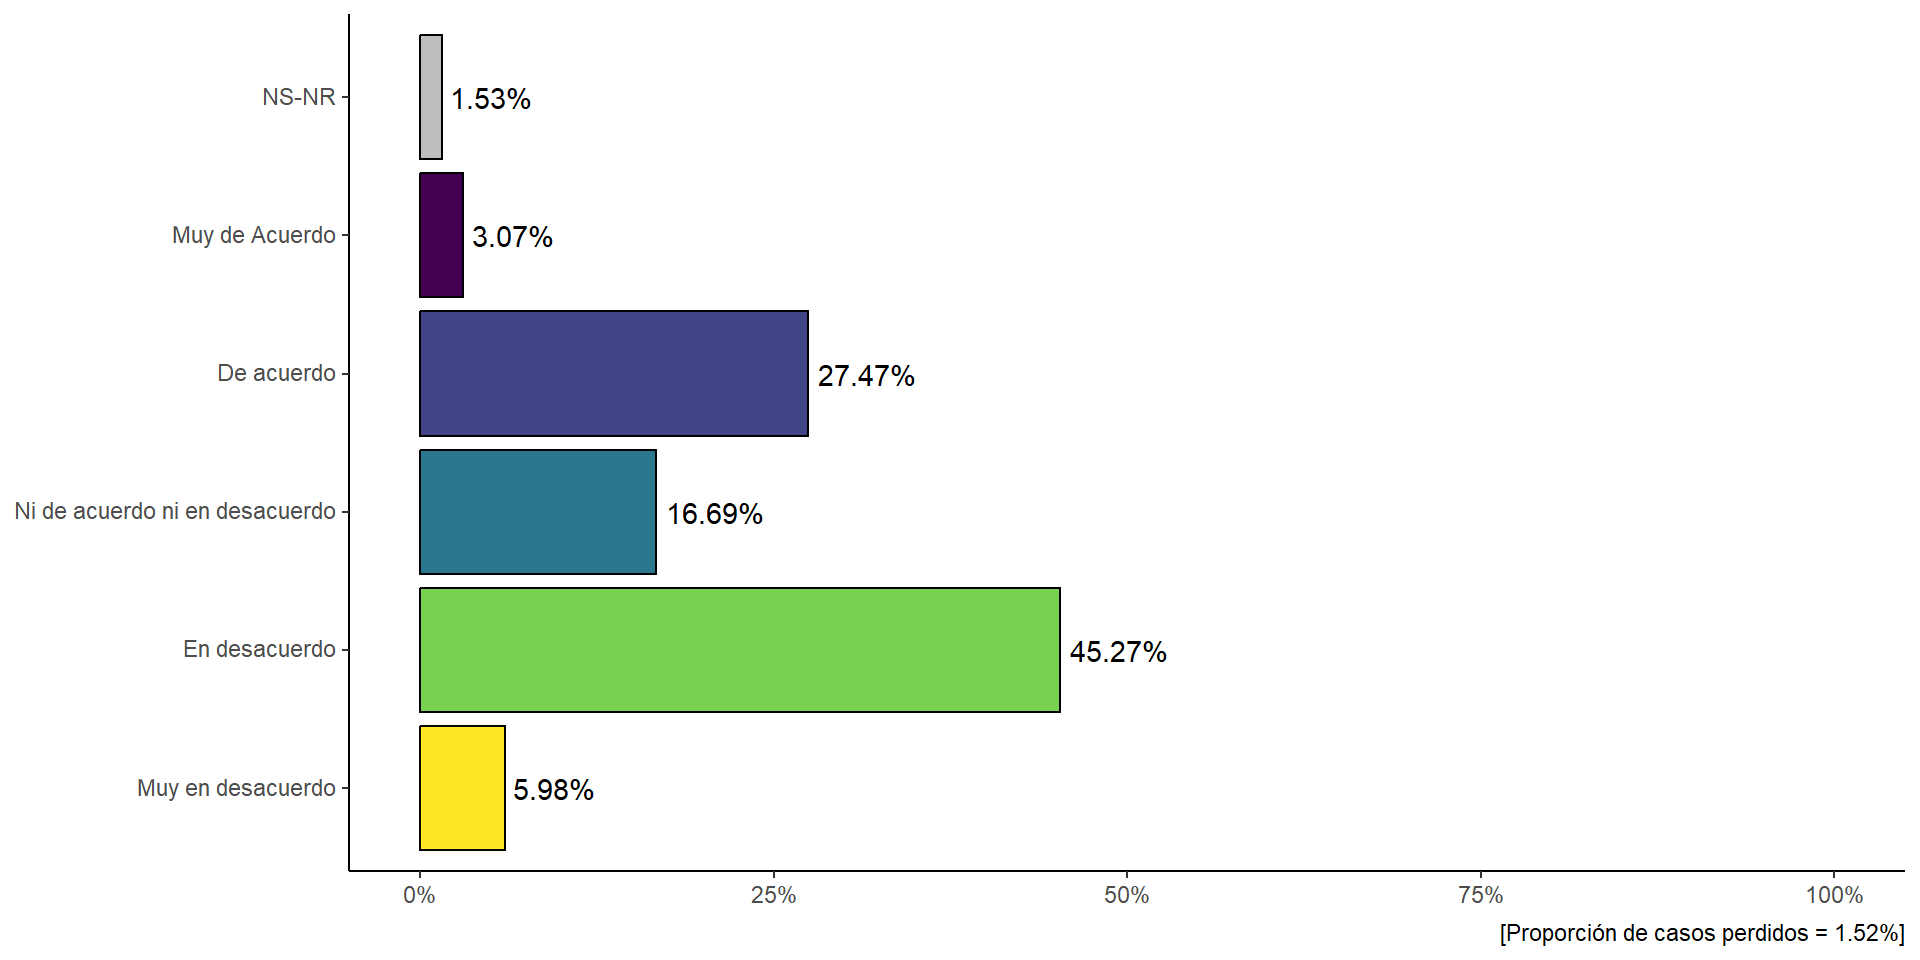 NS-NR
1.53%
Muy de Acuerdo
3.07%
De acuerdo
27.47%
Ni de acuerdo ni en desacuerdo
16.69%
En desacuerdo
45.27%
Muy en desacuerdo
5.98%
0% 25% 50% 75% 100%
[Proporción de casos perdidos = 1.52%]